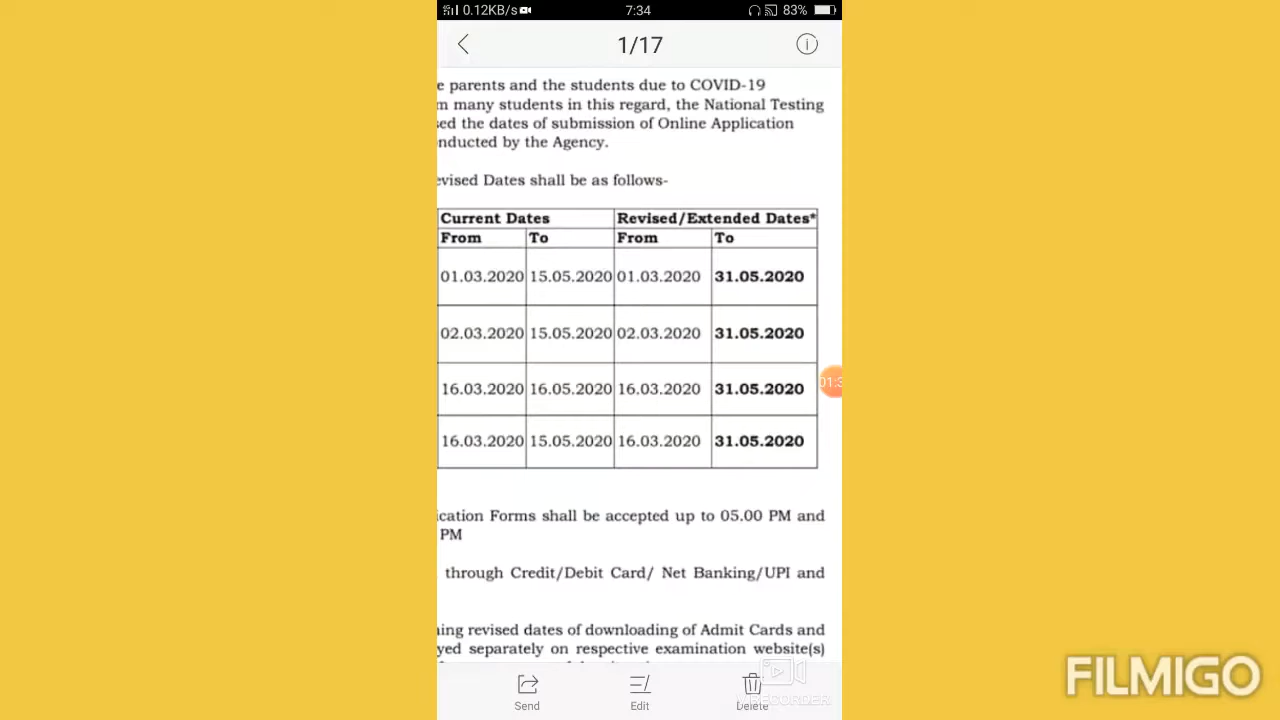 0.12KB/s 7:34 83%
1/17
e parents and the students due to COVID-19
m many students in this regard, the National Testing
sed the dates of submission of Online Application
onducted by the Agency.
evised Dates shall be as follows-
Current Dates Revised/Extended Dates*
From To From To
01.03.2020 15.05.2020 01.03.2020 31.05.2020
02.03.2020 15.05.2020 02.03.2020 31.05.2020
16.03.2020 16.05.2020 16.03.2020 31.05.2020
01:3
16.03.2020 15.05.2020 16.03.2020 31.05.2020
ication Forms shall be accepted up to 05.00 PM and
PM
through Credit/Debit Card/ Net Banking/UPI and
ning revised dates of downloading of Admit Cards and
yed separately on respective examination website(s)
Send Edit Delete
RECORDER
FILMIGO